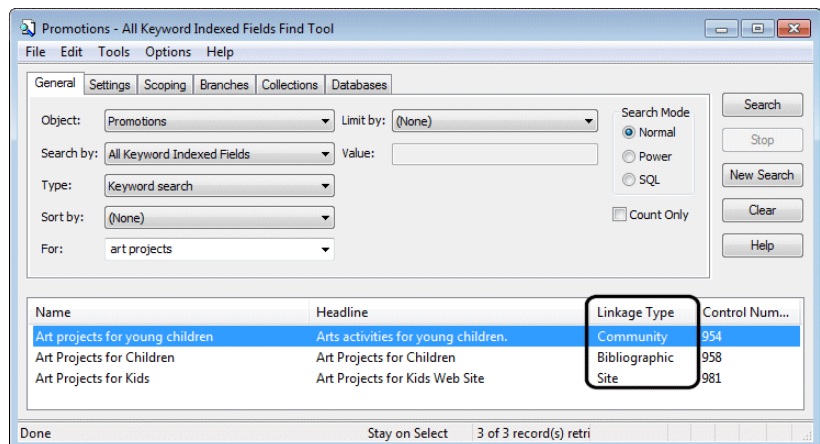 Promotions - All Keyword Indexed Fields Find Tool
File Edit Tools Options Help
General Settings Scoping Branches Collections Databases
Object: Promotions Limit by: (None) Search Mode Search
Normal
Search by: All Keyword Indexed Fields Value: Power Stop
Type: Keyword search SQL New Search
Sort by: (None) Count Only Clear
For: art projects Help
Name Headline Linkage Type Control Num...
Art projects for young children Arts activities for young children. Community 954
Art Projects for Children Art Projects for Children Bibliographic 958
Art Projects for Kids Art Projects for Kids Web Site Site 981
Done Stay on Select 3 of 3 record(s) retri